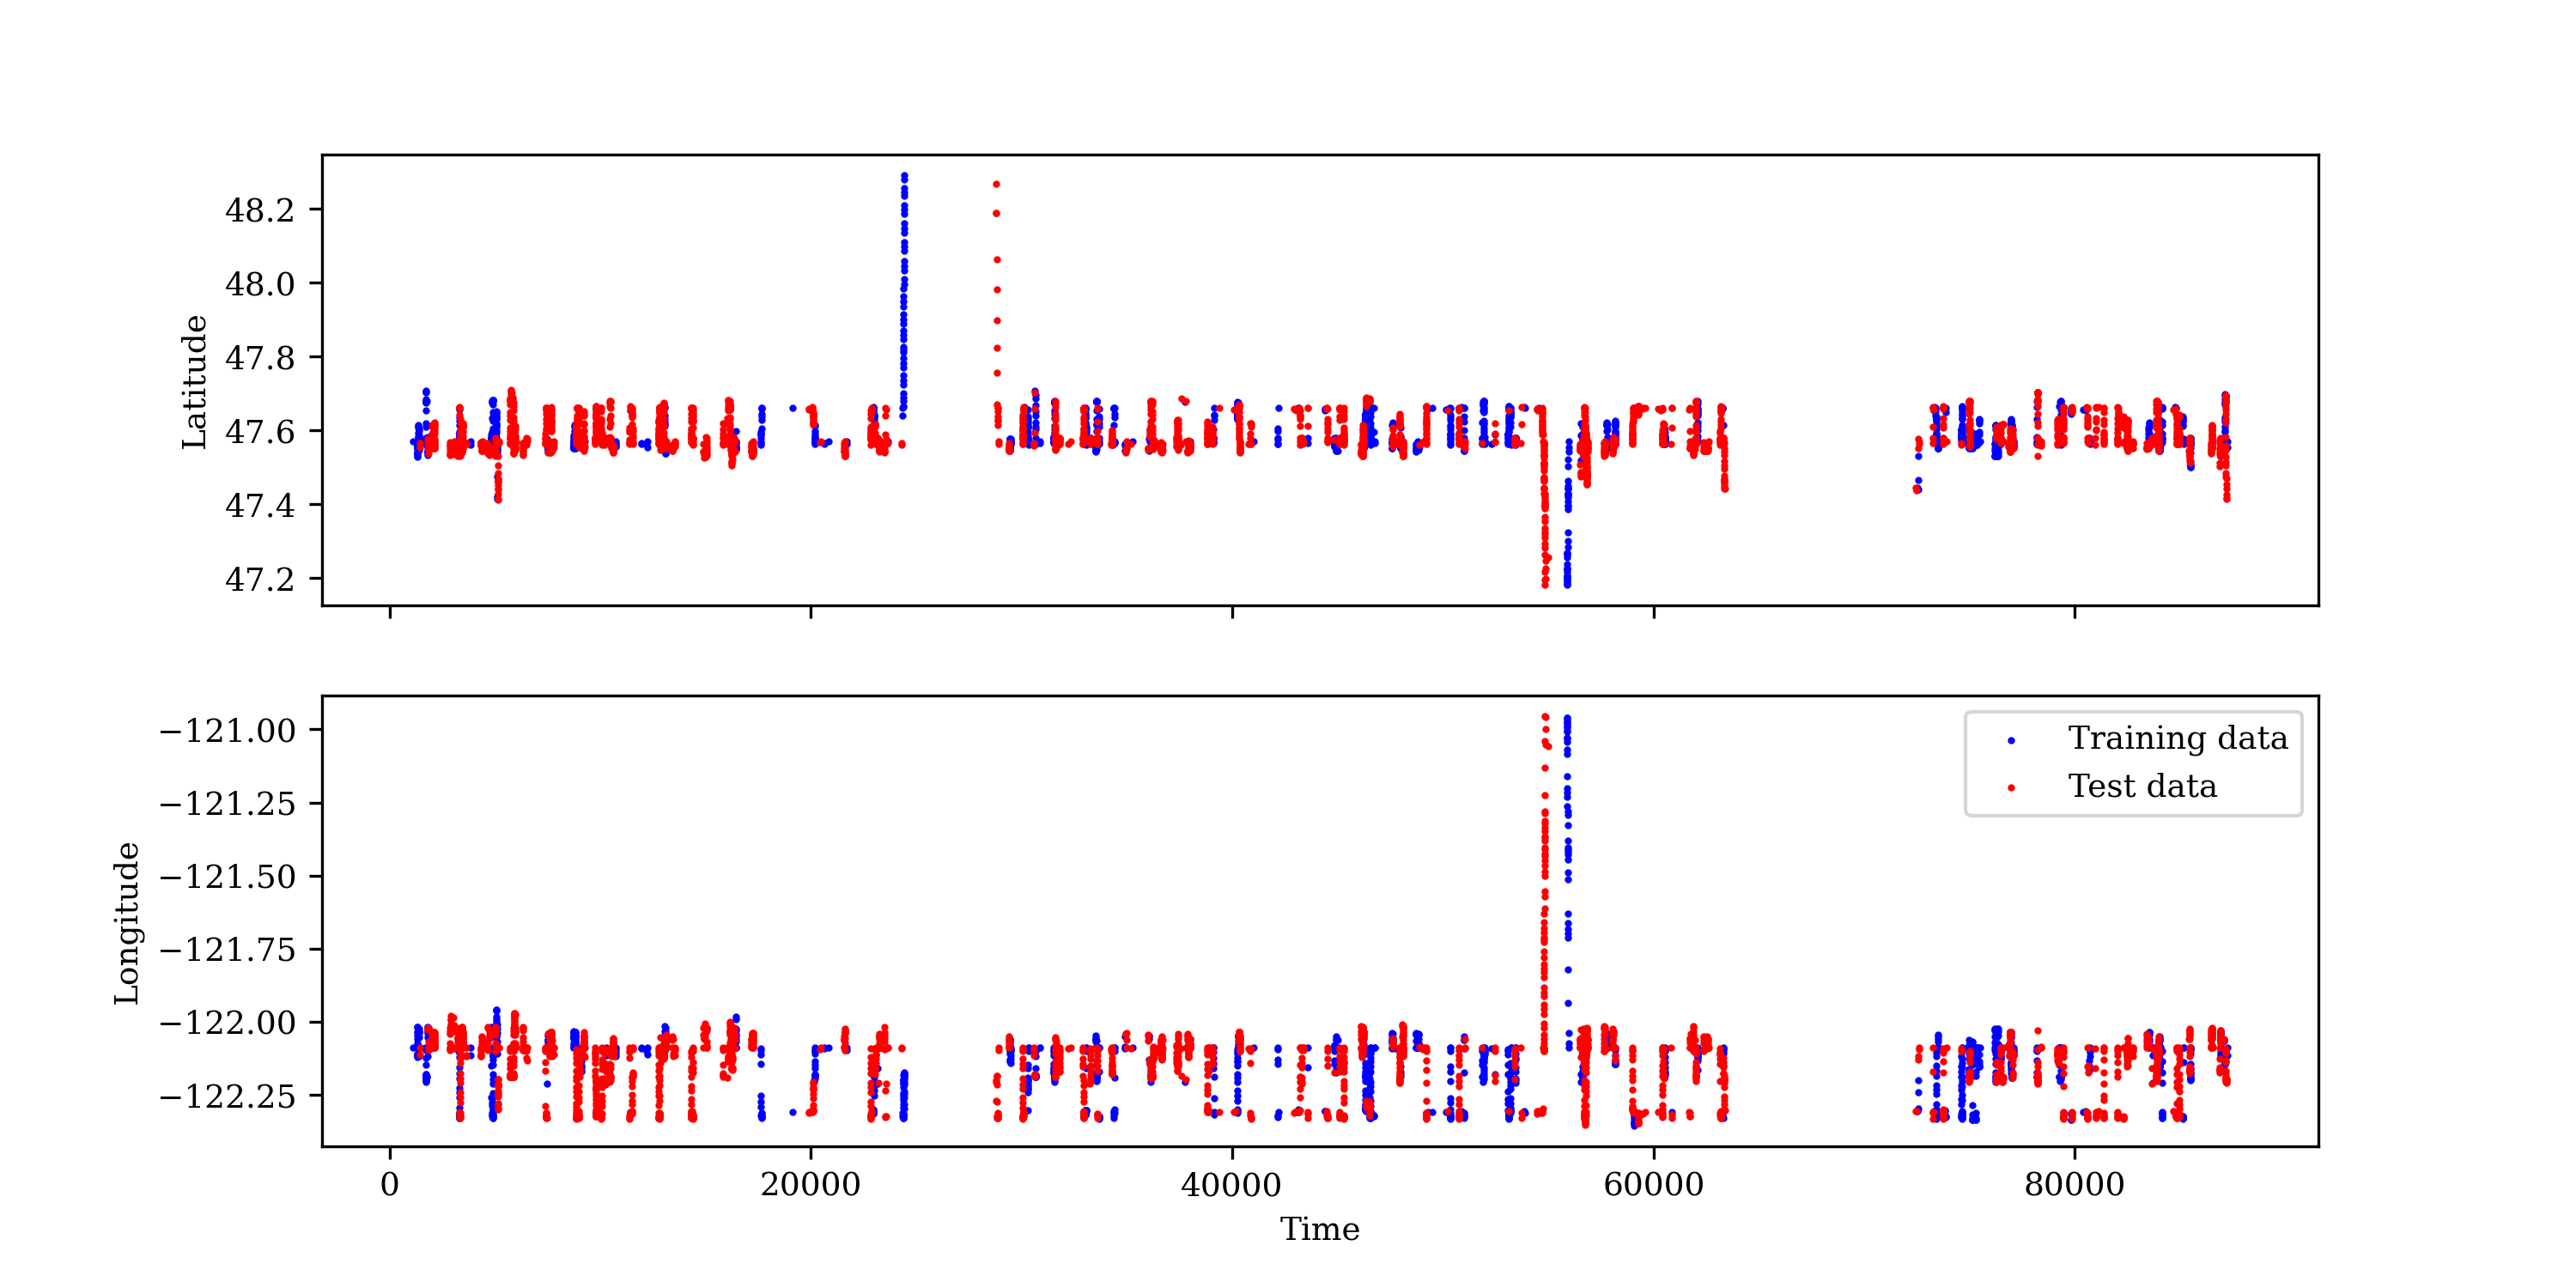 48.2
48.0
47.8
47.6
47.4
47.2
Latitude
−121.00
−121.25
−121.50
−121.75
−122.00
−122.25
Longitude
Training data
Test data
0 20000 40000 60000 80000
Time